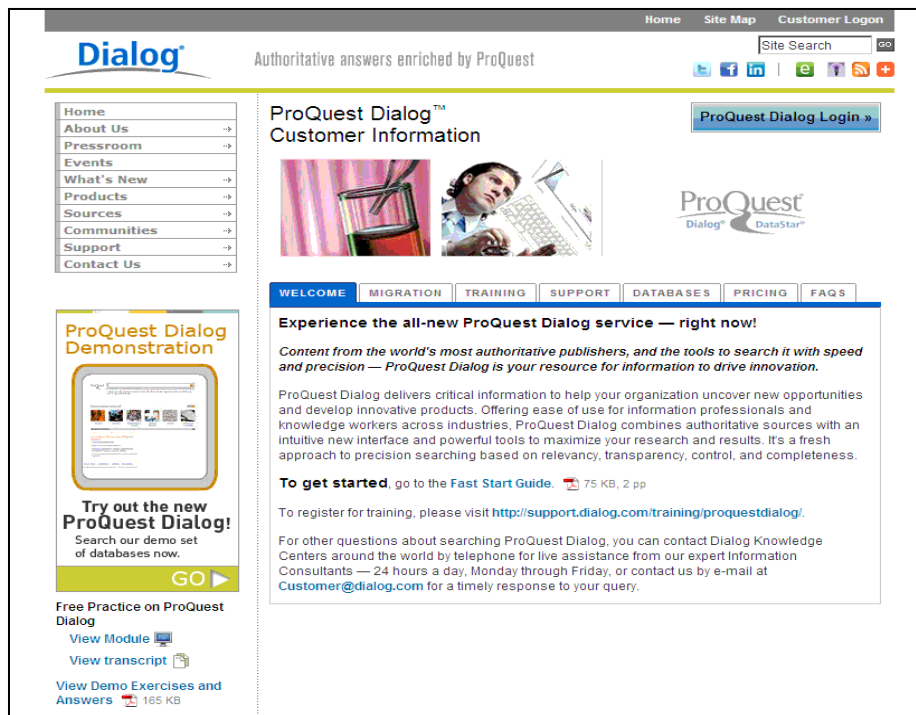 Home Site Map Customer Logon
Dialog®
Authoritative answers enriched by ProQuest
Site Search GO
Home
About Us
Pressroom
Events
What's New
Products
Sources
Communities
Support
Contact Us
ProQuest Dialog™
Customer Information
ProQuest Dialog Login »
ProQuest
Dialog® DataStar®
WELCOME MIGRATION TRAINING SUPPORT DATABASES PRICING FAQS
Experience the all-new ProQuest Dialog service — right now!
Content from the world's most authoritative publishers, and the tools to search it with speed
and precision — ProQuest Dialog is your resource for information to drive innovation.
ProQuest Dialog delivers critical information to help your organization uncover new opportunities
and develop innovative products. Offering ease of use for information professionals and
knowledge workers across industries, ProQuest Dialog combines authoritative sources with an
intuitive new interface and powerful tools to maximize your research and results. It's a fresh
approach to precision searching based on relevancy, transparency, control, and completeness.
To get started, go to the Fast Start Guide. 75 KB, 2 pp
To register for training, please visit http://support.dialog.com/training/proquestdialog/.
For other questions about searching ProQuest Dialog, you can contact Dialog Knowledge
Centers around the world by telephone for live assistance from our expert Information
Consultants — 24 hours a day, Monday through Friday, or contact us by e-mail at
Customer@dialog.com for a timely response to your query.
ProQuest Dialog
Demonstration
Try out the new
ProQuest Dialog!
Search our demo set
of databases now.
GO
Free Practice on ProQuest
Dialog
View Module
View transcript
View Demo Exercises and
Answers 165 KB